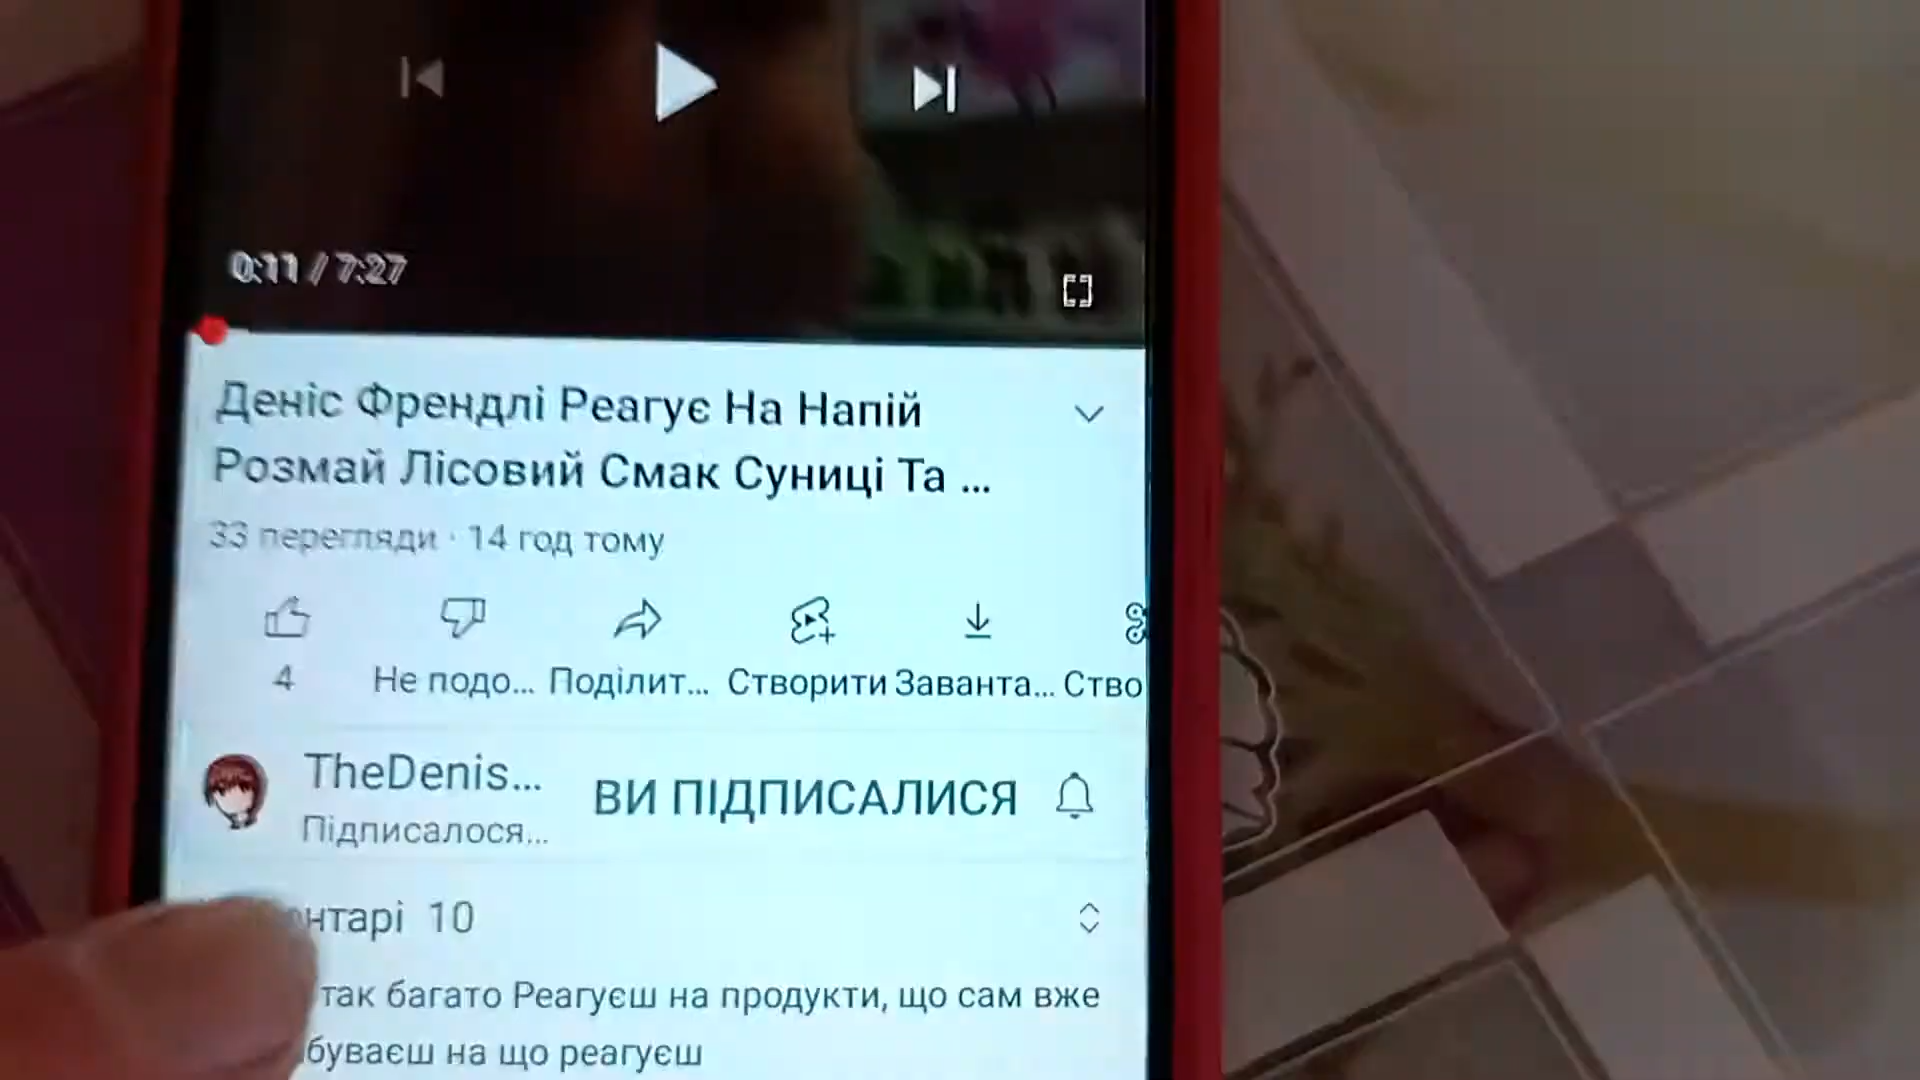 0:11 / 7:27
Деніс Френдлі Реагує На Напій
Розмай Лісовий Смак Суниці Та ...
33 перегляди · 14 год тому
4 Не подо... Поділит... Створити Заванта... Ство
TheDenis...
Підписалося...
ВИ ПІДПИСАЛИСЯ
нтарі 10
так багато Реагуєш на продукти, що сам вже
буваєш на що реагуєш